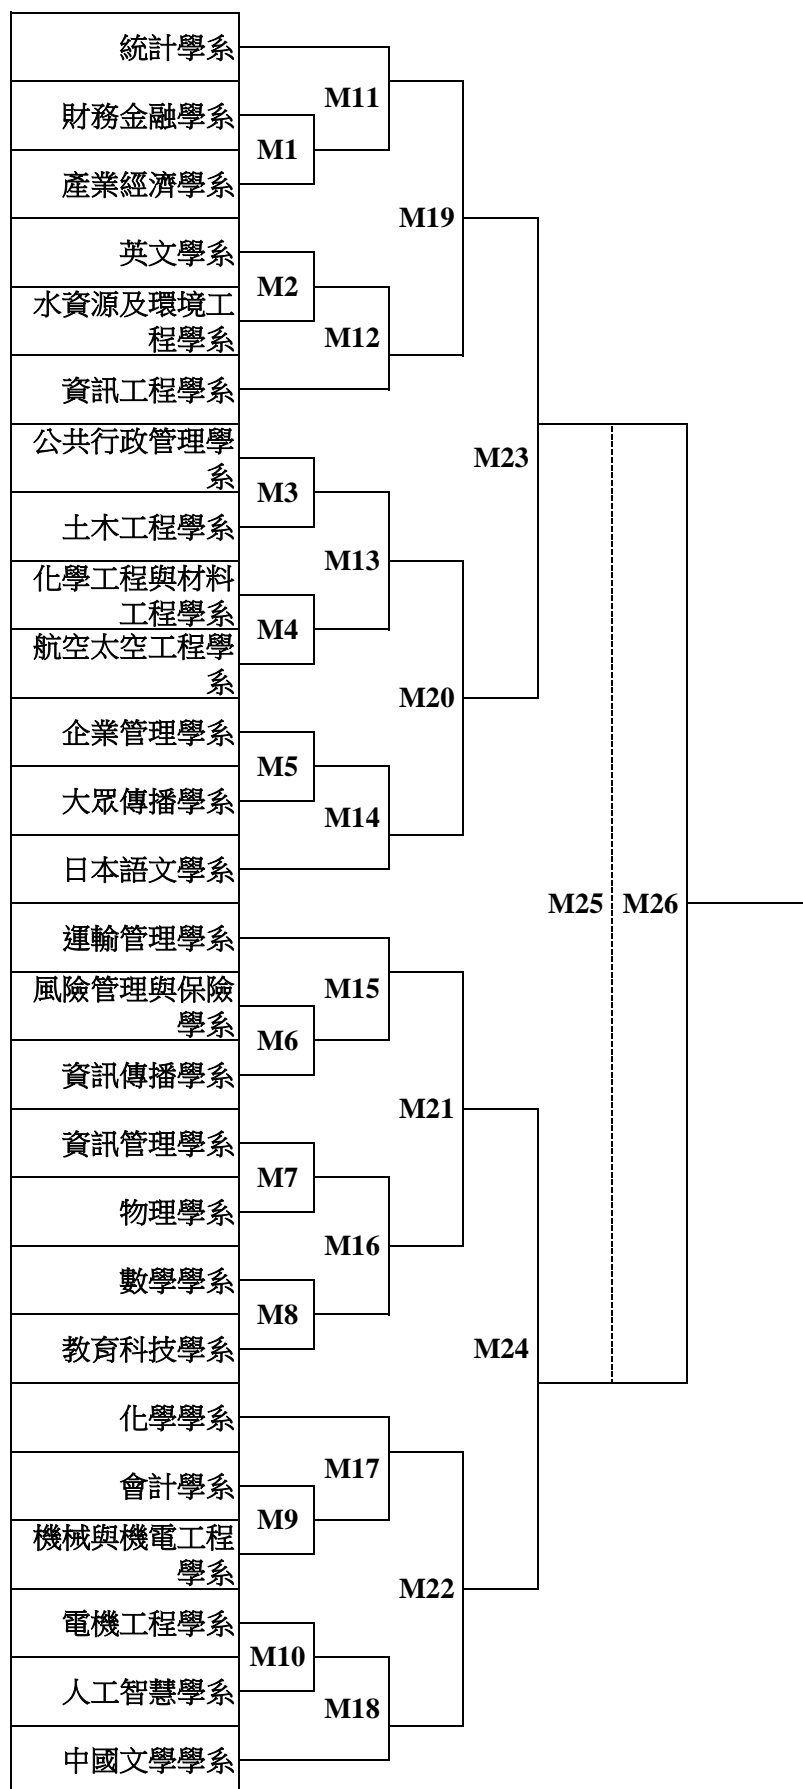 統計學系
M11
財務金融學系
M1
產業經濟學系
M19
英文學系
M2
水資源及環境工
程學系
M12
資訊工程學系
公共行政管理學
系
M23
M3
土木工程學系
M13
化學工程與材料
工程學系
M4
航空太空工程學
系
M20
企業管理學系
M5
大眾傳播學系
M14
日本語文學系
M25
M26
運輸管理學系
風險管理與保險
學系
M15
M6
資訊傳播學系
M21
資訊管理學系
M7
物理學系
M16
數學學系
M8
教育科技學系
M24
化學學系
M17
會計學系
M9
機械與機電工程
學系
M22
電機工程學系
M10
人工智慧學系
M18
中國文學學系